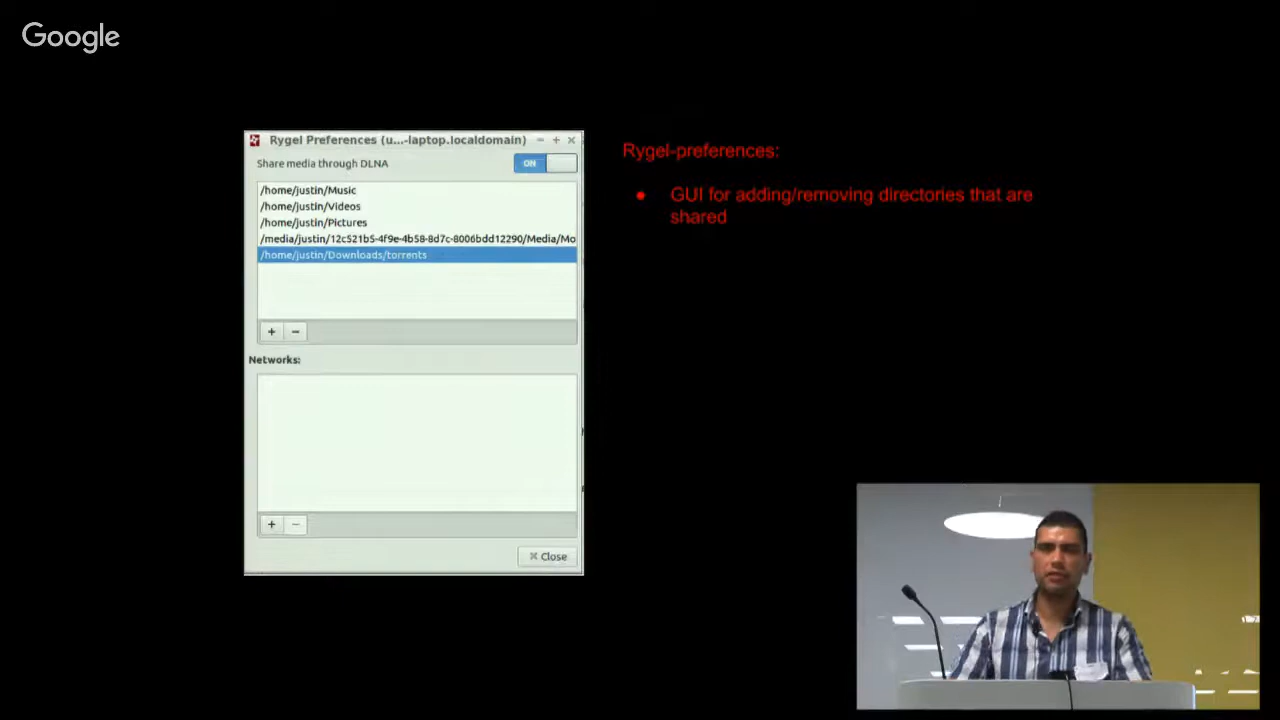 Google
Rygel Preferences (u...-laptop.localdomain)
Share media through DLNA
ON
/home/justin/Music
/home/justin/Videos
/home/justin/Pictures
/media/justin/12c521b5-4f9e-4b58-8d7c-8006bdd12290/Media/Mo
/home/justin/Downloads/torrents
+ −
Networks:
+ −
Close
Rygel-preferences:
● GUI for adding/removing directories that are
shared